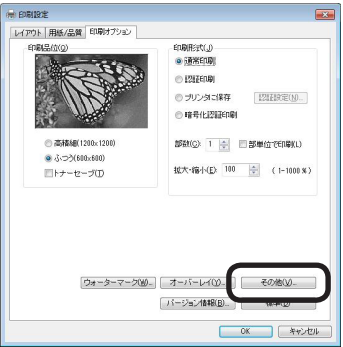 印刷設定
レイアウト 用紙/品質 印刷オプション
印刷品位(Q)
高精細(1200x1200)
ふつう(600x600)
トナーセーブ(T)
印刷形式(J)
通常印刷
認証印刷
プリンタに保存 認証設定(N)...
暗号化認証印刷
部数(C): 1 部単位で印刷(L)
拡大・縮小(E): 100 (1-1000 %)
ウォーターマーク(W)... オーバーレイ(Y)... その他(V)...
バージョン情報(B)... 標準(D)
OK キャンセル